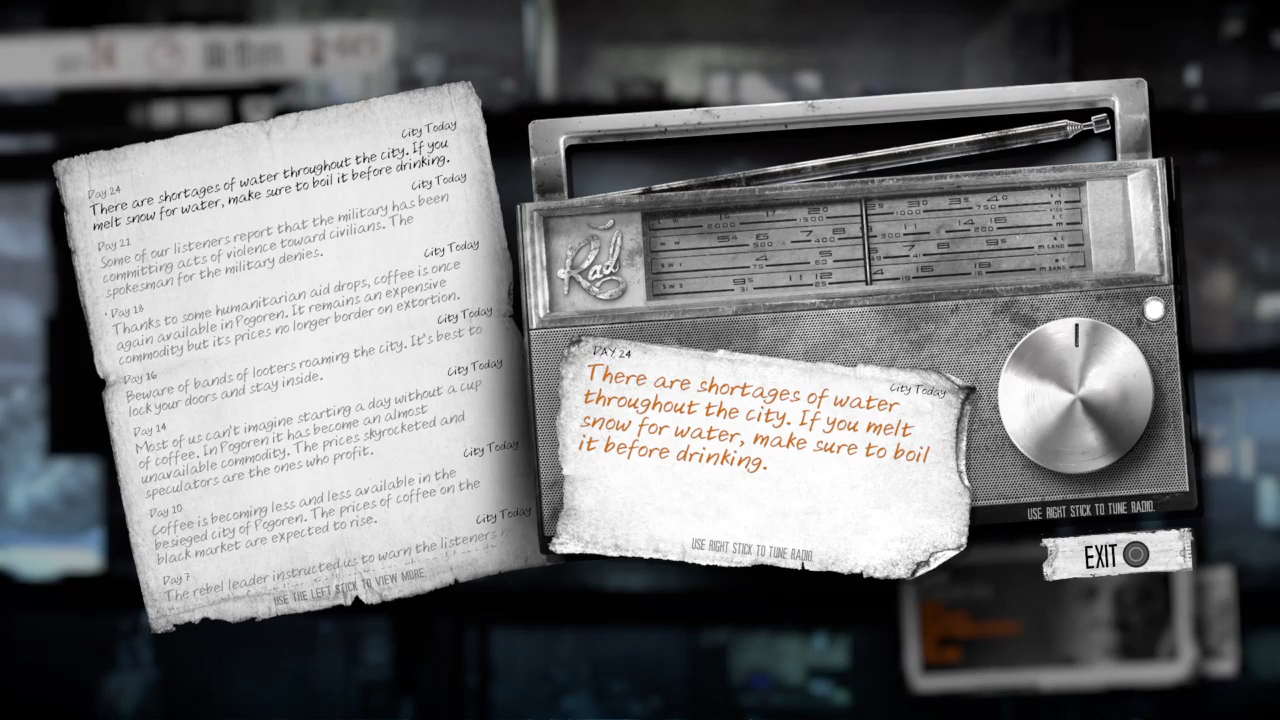 City Today
Day 24
There are shortages of water throughout the city. If you
melt snow for water, make sure to boil it before drinking.
City Today
Day 21
Some of our listeners report that the military has been
committing acts of violence toward civilians. The
spokesman for the military denies.
City Today
Day 18
Thanks to some humanitarian aid drops, coffee is once
again available in Pogoren. It remains an expensive
commodity but its prices no longer border on extortion.
City Today
Day 16
Beware of bands of looters roaming the city. It's best to
lock your doors and stay inside.
City Today
Day 14
Most of us can't imagine starting a day without a cup
of coffee. In Pogoren it has become an almost
unavailable commodity. The prices skyrocketed and
speculators are the ones who profit.
City Today
Day 10
Coffee is becoming less and less available in the
besieged city of Pogoren. The prices of coffee on the
black market are expected to rise.
City Today
Day 7
The rebel leader instructed us to warn the listeners
USE THE LEFT STICK TO VIEW MORE.
Rad
DAY 24
City Today
There are shortages of water
throughout the city. If you melt
snow for water, make sure to boil
it before drinking.
USE RIGHT STICK TO TUNE RADIO.
USE RIGHT STICK TO TUNE RADIO.
EXIT